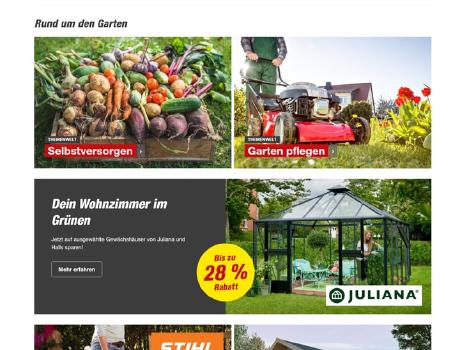 Rund um den Garten
THEMENWELT
Selbstversorgen
THEMENWELT
Garten pflegen
Dein Wohnzimmer im
Grünen
Jetzt auf ausgewählte Gewächshäuser von Juliana und
Halls sparen!
Mehr erfahren
Bis zu
28 %
Rabatt
JULIANA®
STIHL